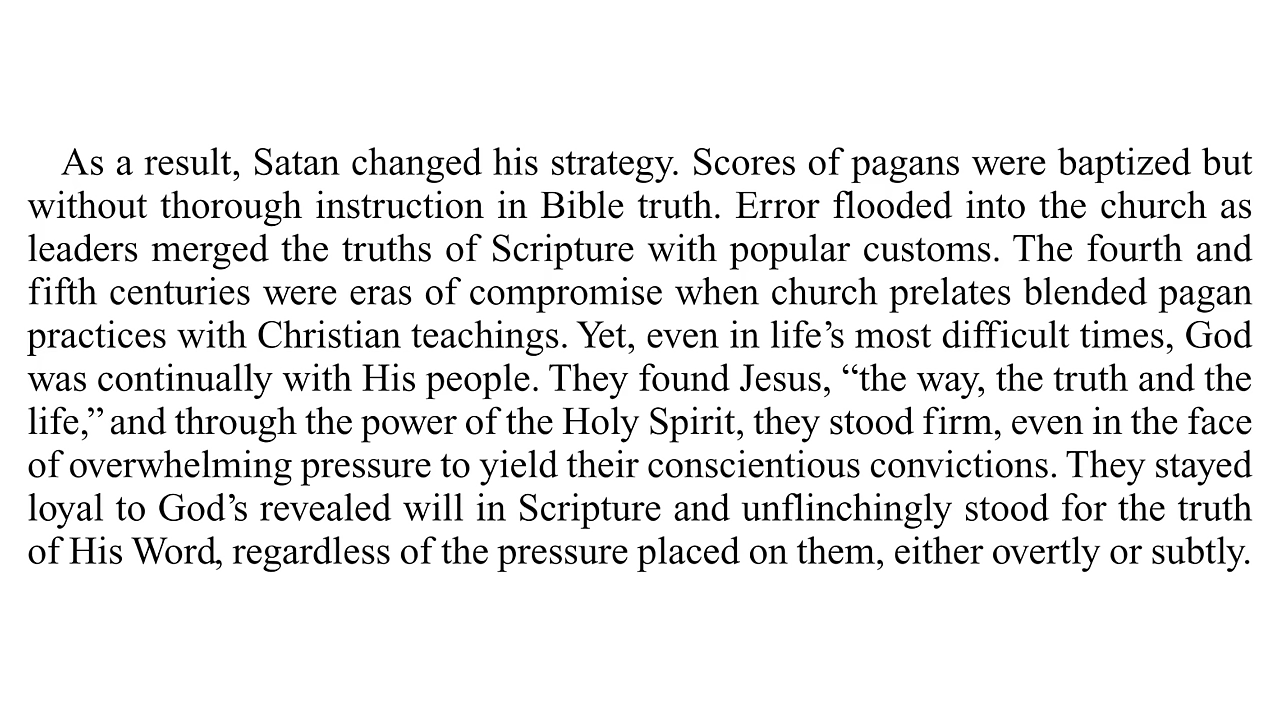 As a result, Satan changed his strategy. Scores of pagans were baptized but
without thorough instruction in Bible truth. Error flooded into the church as
leaders merged the truths of Scripture with popular customs. The fourth and
fifth centuries were eras of compromise when church prelates blended pagan
practices with Christian teachings. Yet, even in life’s most difficult times, God
was continually with His people. They found Jesus, “the way, the truth and the
life,” and through the power of the Holy Spirit, they stood firm, even in the face
of overwhelming pressure to yield their conscientious convictions. They stayed
loyal to God’s revealed will in Scripture and unflinchingly stood for the truth
of His Word, regardless of the pressure placed on them, either overtly or subtly.